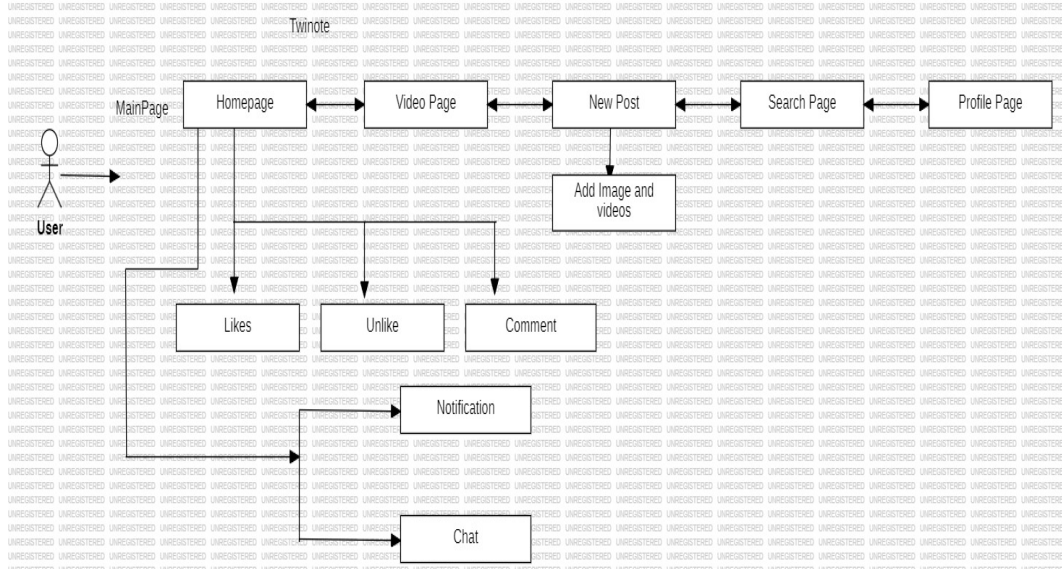 Twinote
MainPage
Homepage
Video Page
New Post
Search Page
Profile Page
Add Image and
videos
User
Likes
Unlike
Comment
Notification
Chat
UNREGISTERED